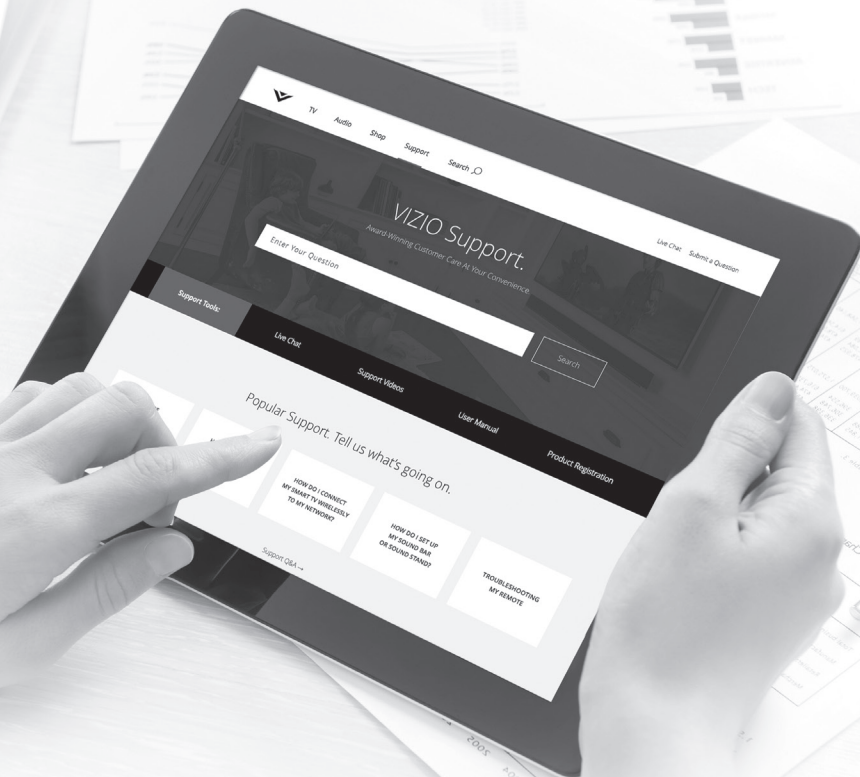 TV
Audio
Shop
Support
Search
Live Chat
Submit a Question
VIZIO Support.
Award-Winning Customer Care At Your Convenience.
Enter Your Question
Search
Support Tools:
Live Chat
Support Videos
User Manual
Product Registration
Popular Support. Tell us what's going on.
HOW DO I CONNECT
MY SMART TV WIRELESSLY
TO MY NETWORK?
HOW DO I SET UP
MY SOUND BAR
OR SOUND STAND?
TROUBLESHOOTING
MY REMOTE
Support Q&A→
2002